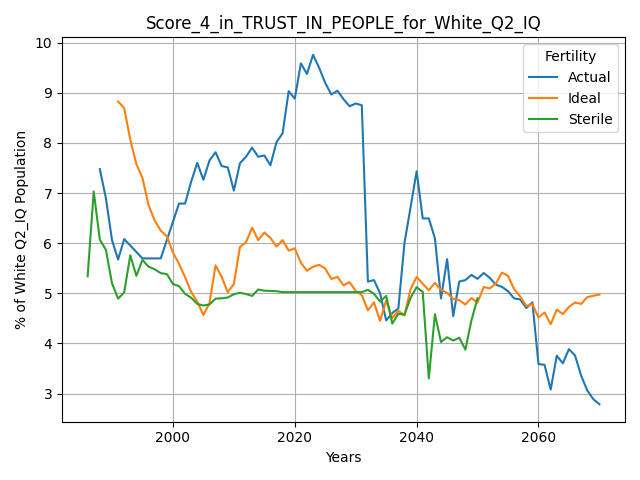 Score_4_in_TRUST_IN_PEOPLE_for_White_Q2_IQ
% of White Q2_IQ Population
10
9
8
7
6
5
4
3
Fertility
Actual
Ideal
Sterile
2000 2020 2040 2060
Years